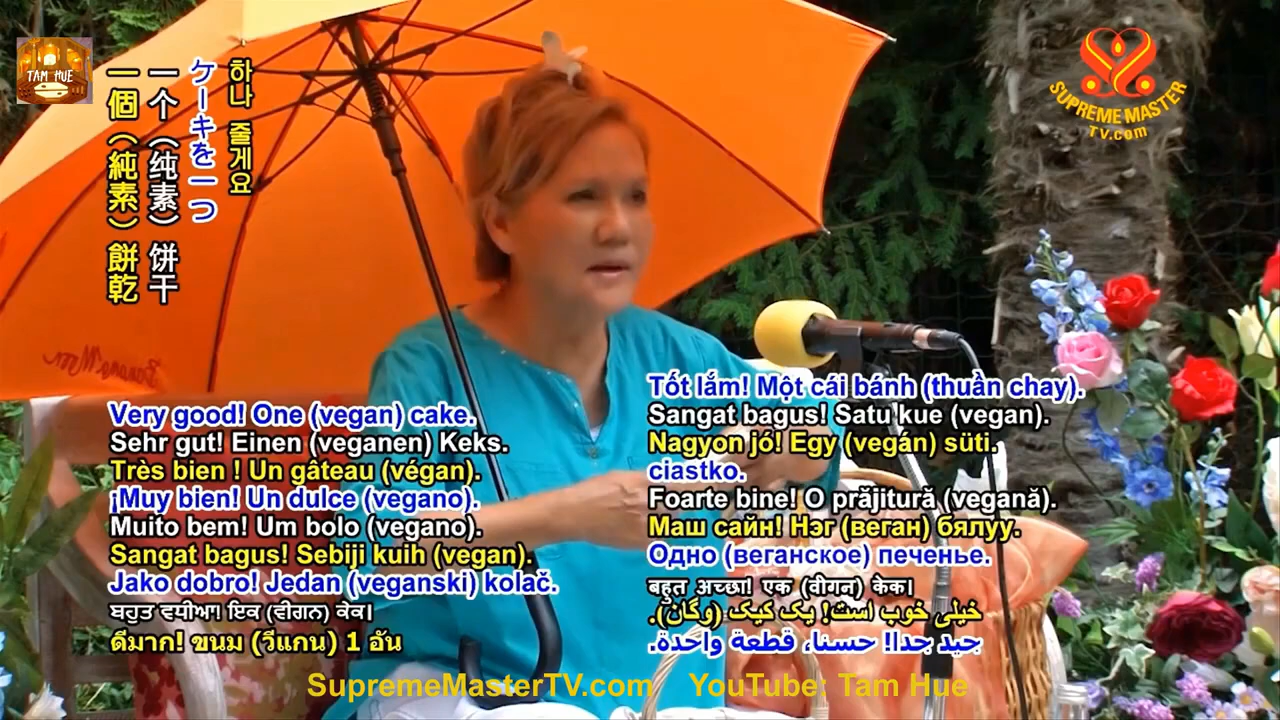 TAM HUE
하나 줄게요
ケーキを一つ
一个（纯素）饼干
一個（純素）餅乾
SUPREME MASTER
TV.com
Very good! One (vegan) cake.
Sehr gut! Einen (veganen) Keks.
Très bien ! Un gâteau (végan).
¡Muy bien! Un dulce (vegano).
Muito bem! Um bolo (vegano).
Sangat bagus! Sebiji kuih (vegan).
Jako dobro! Jedan (veganski) kolač.
ਬਹੁਤ ਵਧੀਆ! ਇਕ (ਵੀਗਨ) ਕੇਕ।
ดีมาก! ขนม (วีแกน) 1 อัน
Tốt lắm! Một cái bánh (thuần chay).
Sangat bagus! Satu kue (vegan).
Nagyon jó! Egy (vegán) süti.
ciastko.
Foarte bine! O prăjitură (vegană).
Маш сайн! Нэг (веган) бялуу.
Одно (веганское) печенье.
बहुत अच्छा! एक (वीगन) केक।
خیلی خوب است! یک کیک (وگان).
جيد جدا! حسنا، قطعة واحدة.
SupremeMasterTV.com YouTube: Tam Hue